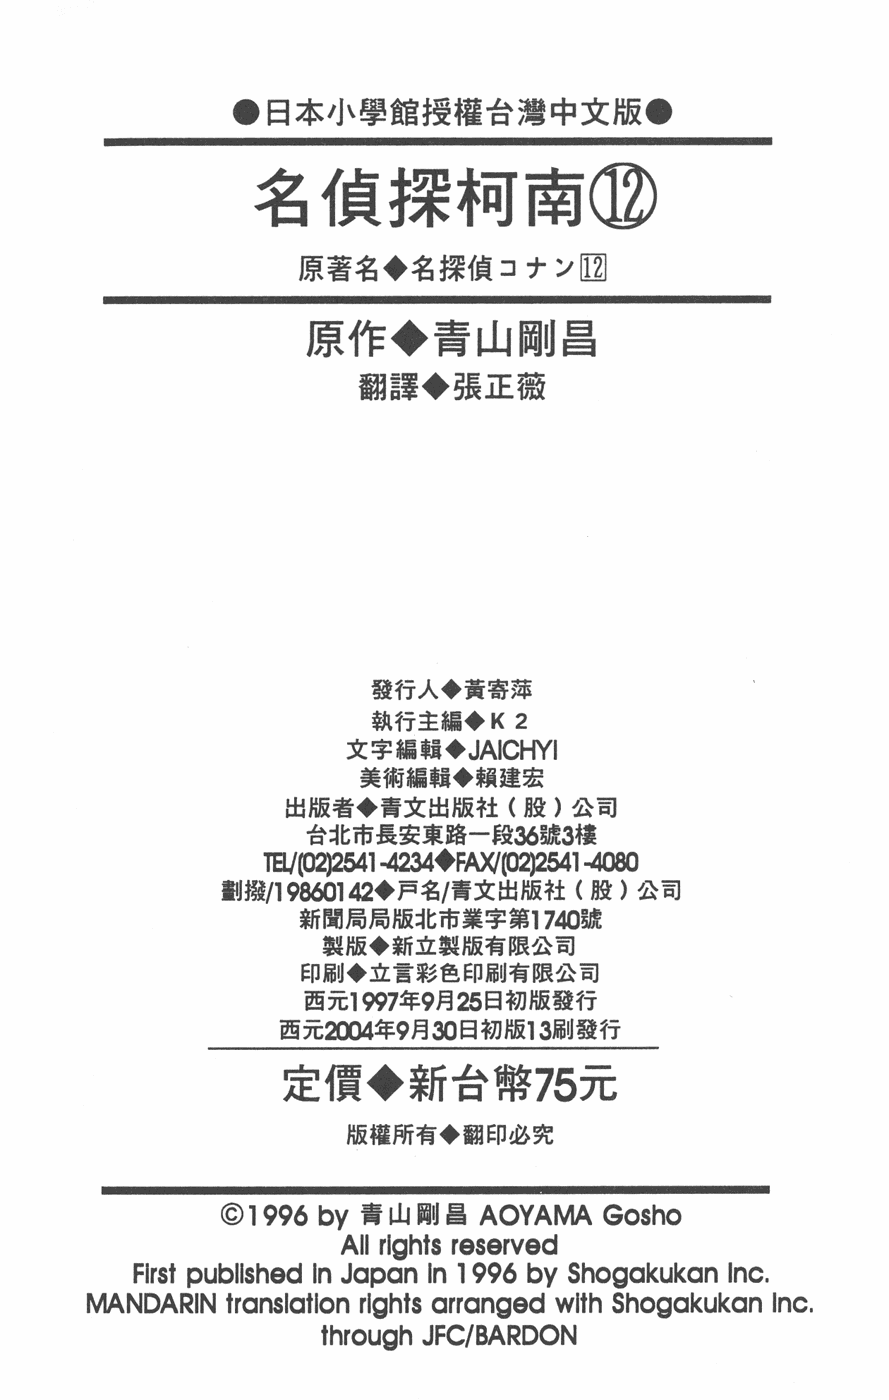 ●日本小學館授權台灣中文版●
名偵探柯南⑫
原著名◆名探偵コナン12
原作◆青山剛昌
翻譯◆張正薇
發行人◆黃寄萍
執行主編◆K 2
文字編輯◆JAICHYI
美術編輯◆賴建宏
出版者◆青文出版社（股）公司
台北市長安東路一段36號3樓
TEL/(02)2541-4234◆FAX/(02)2541-4080
劃撥/19860142◆戶名/青文出版社（股）公司
新聞局局版北市業字第1740號
製版◆新立製版有限公司
印刷◆立言彩色印刷有限公司
西元1997年9月25日初版發行
西元2004年9月30日初版13刷發行
定價◆新台幣75元
版權所有◆翻印必究
©1996 by 青山剛昌 AOYAMA Gosho
All rights reserved
First published in Japan in 1996 by Shogakukan Inc.
MANDARIN translation rights arranged with Shogakukan Inc.
through JFC/BARDON